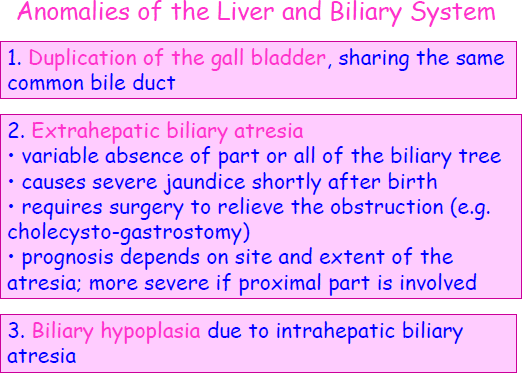 Anomalies of the Liver and Biliary System
1. Duplication of the gall bladder, sharing the same
common bile duct
2. Extrahepatic biliary atresia
• variable absence of part or all of the biliary tree
• causes severe jaundice shortly after birth
• requires surgery to relieve the obstruction (e.g.
cholecysto-gastrostomy)
• prognosis depends on site and extent of the
atresia; more severe if proximal part is involved
3. Biliary hypoplasia due to intrahepatic biliary
atresia